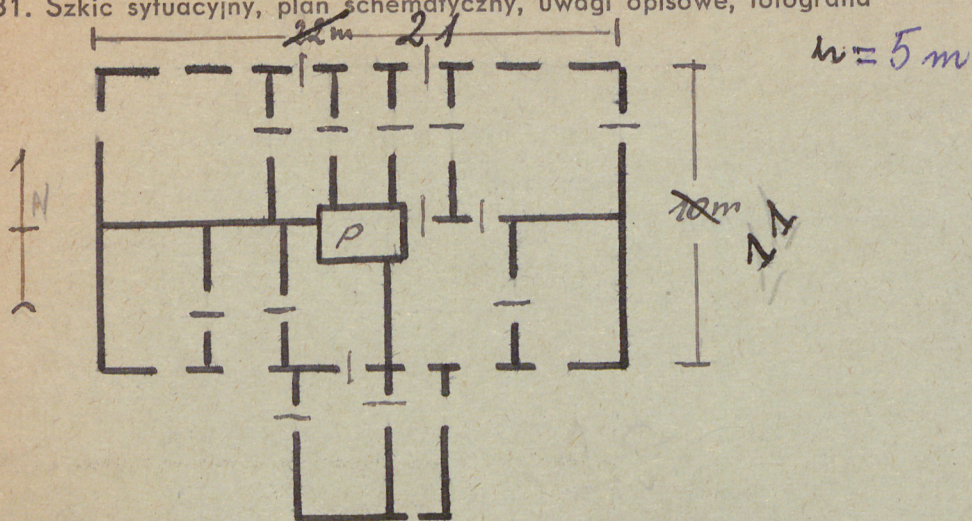 31. Szkic sytuacyjny, plan schematyczny, uwagi opisowe, fotografia
22m 21
h = 5 m
N
10m
11
P